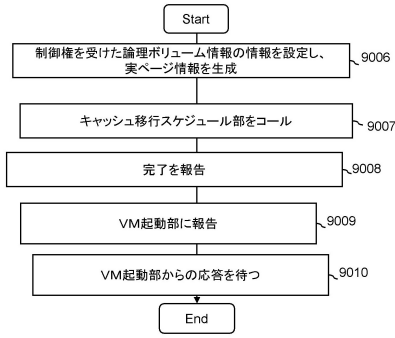 Start
制御権を受けた論理ボリューム情報の情報を設定し、
実ページ情報を生成
9006
キャッシュ移行スケジュール部をコール
9007
完了を報告
9008
VM起動部に報告
9009
VM起動部からの応答を待つ
9010
End